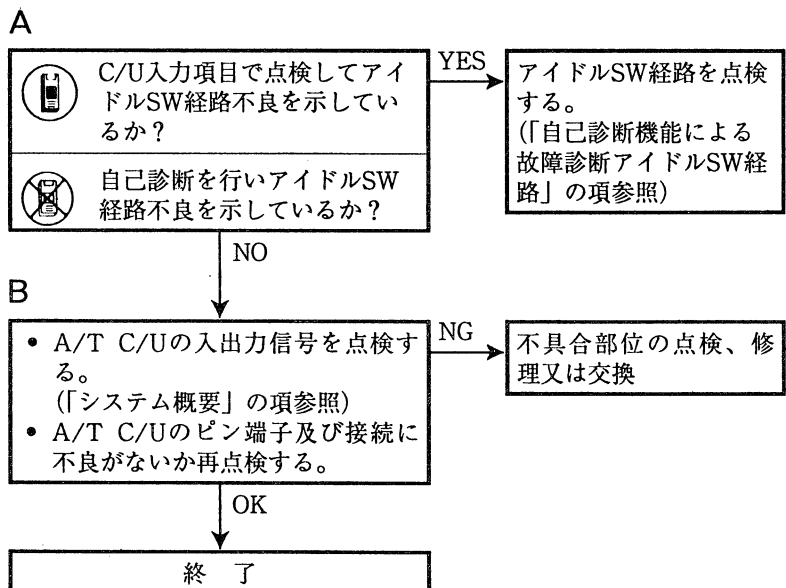 A
C/U入力項目で点検してアイ
ドルSW経路不良を示してい
るか？
YES
アイドルSW経路を点検
する。
(「自己診断機能による
故障診断アイドルSW経
路」の項参照)
自己診断を行いアイドルSW
経路不良を示しているか？
NO
B
• A/T C/Uの入出力信号を点検す
る。
(「システム概要」の項参照)
• A/T C/Uのピン端子及び接続に
不良がないか再点検する。
NG
不具合部位の点検、修
理又は交換
OK
終 了